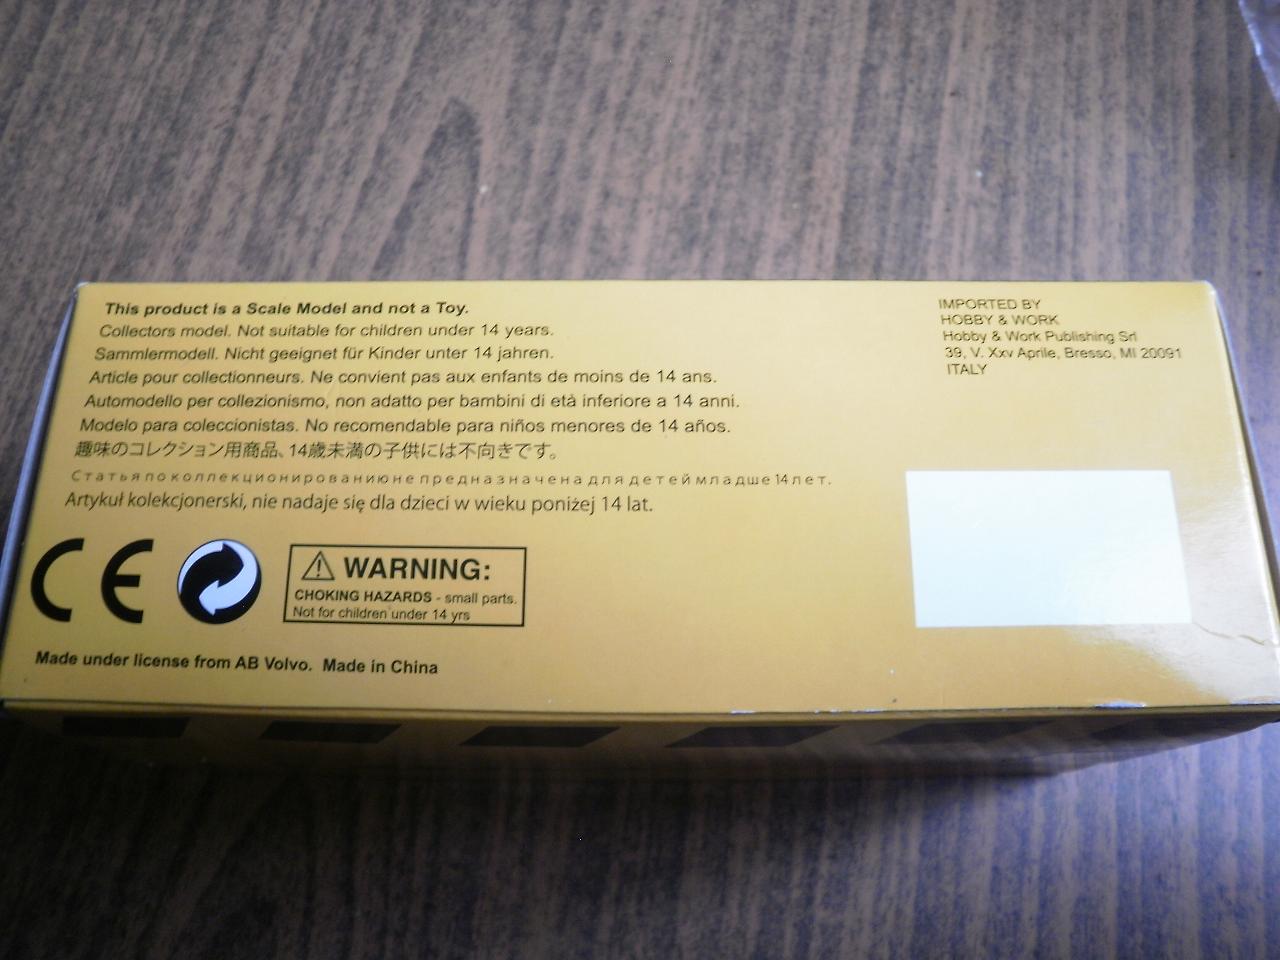 This product is a Scale Model and not a Toy.
Collectors model. Not suitable for children under 14 years.
Sammlermodell. Nicht geeignet für Kinder unter 14 jahren.
Article pour collectionneurs. Ne convient pas aux enfants de moins de 14 ans.
Automodello per collezionismo, non adatto per bambini di età inferiore a 14 anni.
Modelo para coleccionistas. No recomendable para niños menores de 14 años.
趣味のコレクション用商品、14歳未満の子供には不向きです。
Статья по коллекционированию не предназначена для детей младше 14 лет.
Artykuł kolekcjonerski, nie nadaje się dla dzieci w wieku poniżej 14 lat.
CE
WARNING:
CHOKING HAZARDS - small parts.
Not for children under 14 yrs
Made under license from AB Volvo. Made in China
IMPORTED BY
HOBBY & WORK
Hobby & Work Publishing Srl
39, V. Xxv Aprile, Bresso, MI 20091
ITALY